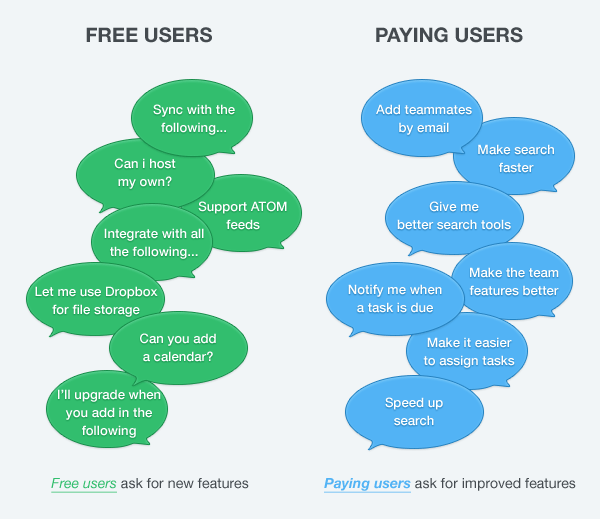 FREE USERS
Sync with the
following...
Can i host
my own?
Support ATOM
feeds
Integrate with all
the following...
Let me use Dropbox
for file storage
Can you add
a calendar?
I'll upgrade when
you add in the
following
Free users ask for new features
PAYING USERS
Add teammates
by email
Make search
faster
Give me
better search tools
Make the team
features better
Notify me when
a task is due
Make it easier
to assign tasks
Speed up
search
Paying users ask for improved features